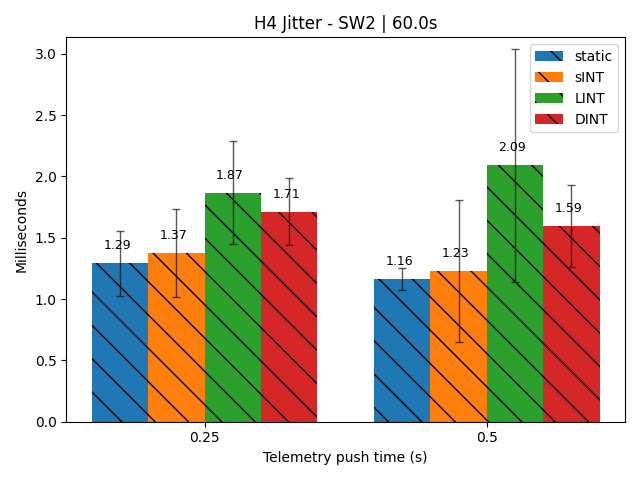 H4 Jitter - SW2 | 60.0s
static
sINT
LINT
DINT
Milliseconds
3.0
2.5
2.0
1.5
1.0
0.5
0.0
1.29
1.37
1.87
1.71
1.16
1.23
2.09
1.59
0.25
0.5
Telemetry push time (s)